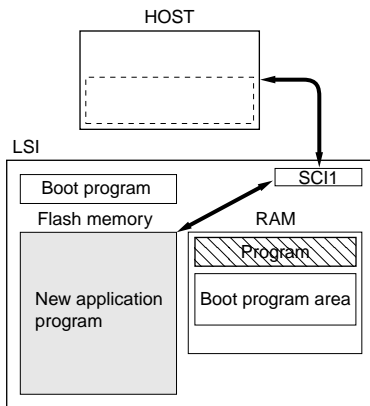 HOST
LSI
SCI1
Boot program
Flash memory
RAM
Program
New application
program
Boot program area